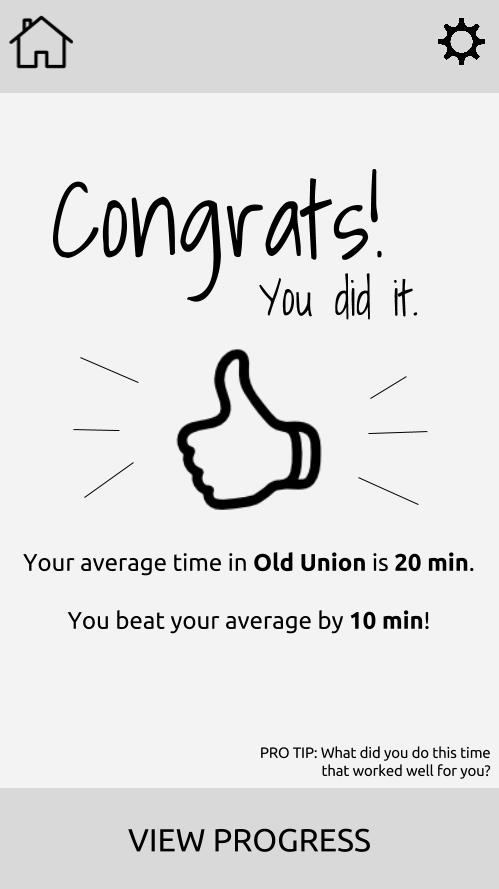 Congrats!
You did it.
Your average time in Old Union is 20 min.
You beat your average by 10 min!
PRO TIP: What did you do this time
that worked well for you?
VIEW PROGRESS